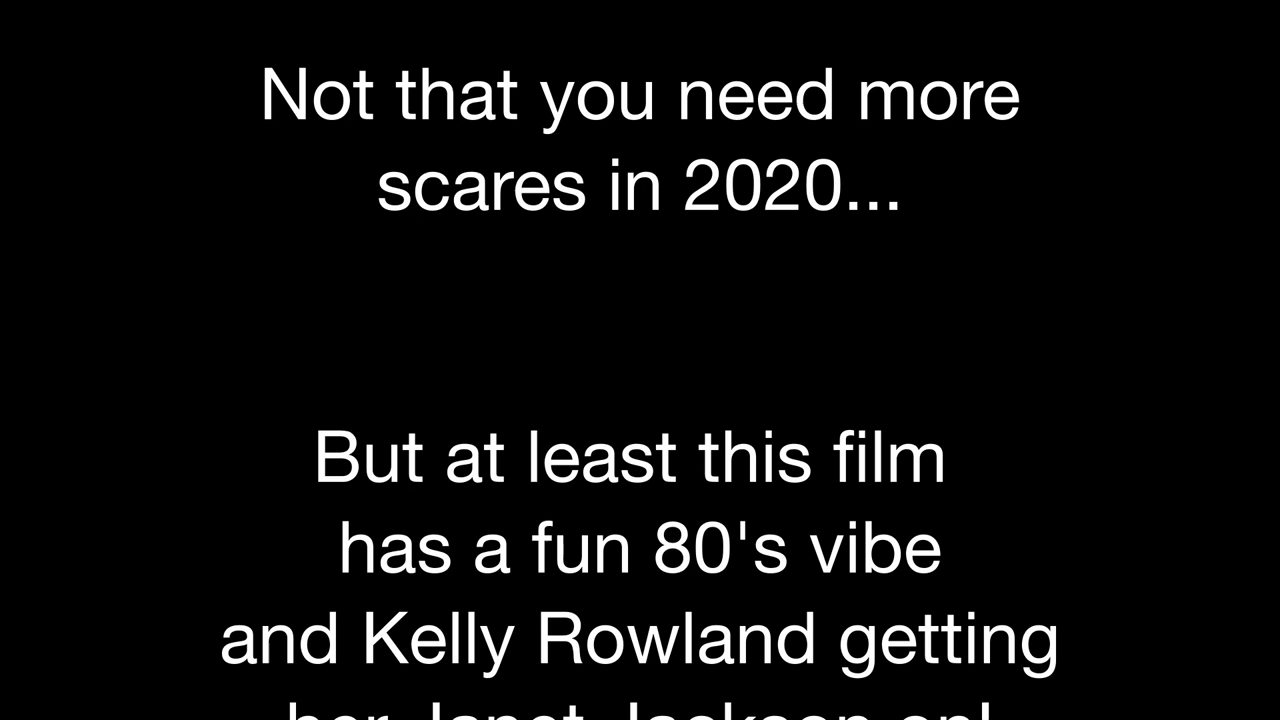 Not that you need more
scares in 2020...
But at least this film
has a fun 80's vibe
and Kelly Rowland getting
her Janet Jackson on!